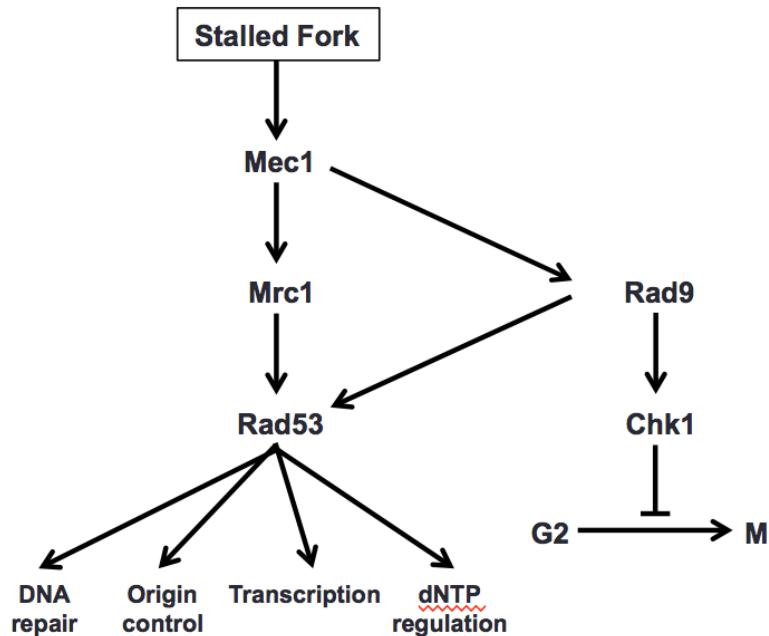 Stalled Fork
Mec1
Mrc1
Rad9
Rad53
Chk1
G2
M
DNA
repair
Origin
control
Transcription
dNTP
regulation